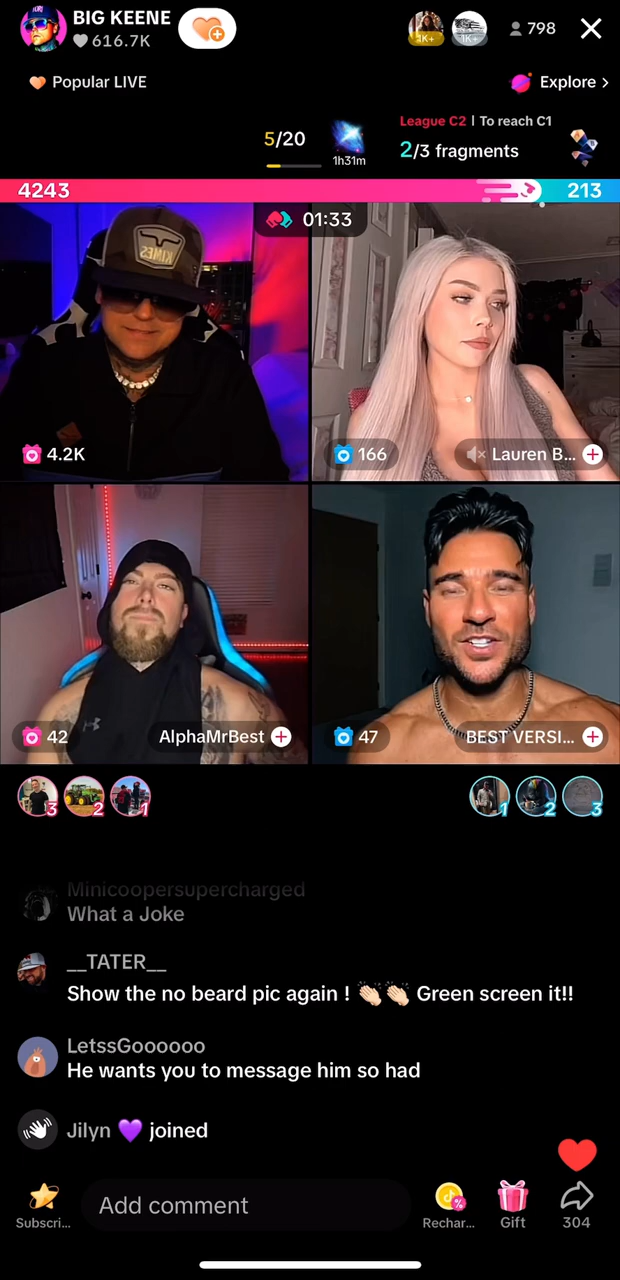 BIG KEENE
616.7K
1K+
1K+
798
Popular LIVE
Explore >
5/20
1h31m
League C2 | To reach C1
2/3 fragments
4243
213
01:33
KIMES
4.2K
166
Lauren B...
42
AlphaMrBest
47
BEST VERSI...
3
2
1
1
2
3
Minicoopersupercharged
What a Joke
__TATER__
Show the no beard pic again ! 👏🏻👏🏻 Green screen it!!
LetssGoooooo
He wants you to message him so had
Jilyn 💜 joined
Subscri...
Add comment
Rechar...
Gift
304